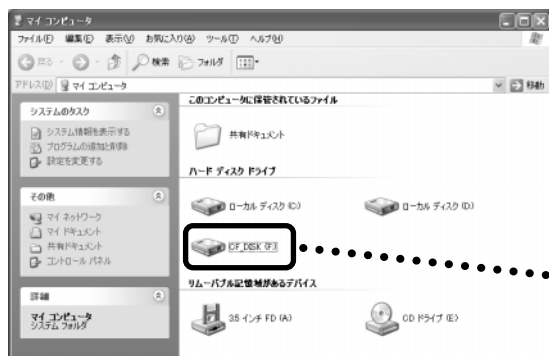 マイ コンピュータ
ファイル(F) 編集(E) 表示(V) お気に入り(A) ツール(T) ヘルプ(H)
戻る 検索 フォルダ
アドレス(D) マイ コンピュータ 移動
システムのタスク
システム情報を表示する
プログラムの追加と削除
設定を変更する
その他
マイ ネットワーク
マイ ドキュメント
共有ドキュメント
コントロール パネル
詳細
マイ コンピュータ
システム フォルダ
このコンピュータに保管されているファイル
共有ドキュメント
ハード ディスク ドライブ
ローカル ディスク (C:) ローカル ディスク (D:)
CF_DISK (F:)
リムーバブル記憶域があるデバイス
3.5 インチ FD (A:) CD ドライブ (E:)